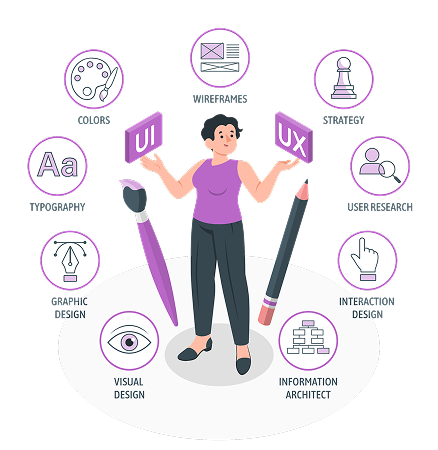 WIREFRAMES
COLORS
STRATEGY
UI
UX
Aa
TYPOGRAPHY
USER RESEARCH
GRAPHIC
DESIGN
INTERACTION
DESIGN
VISUAL
DESIGN
INFORMATION
ARCHITECT